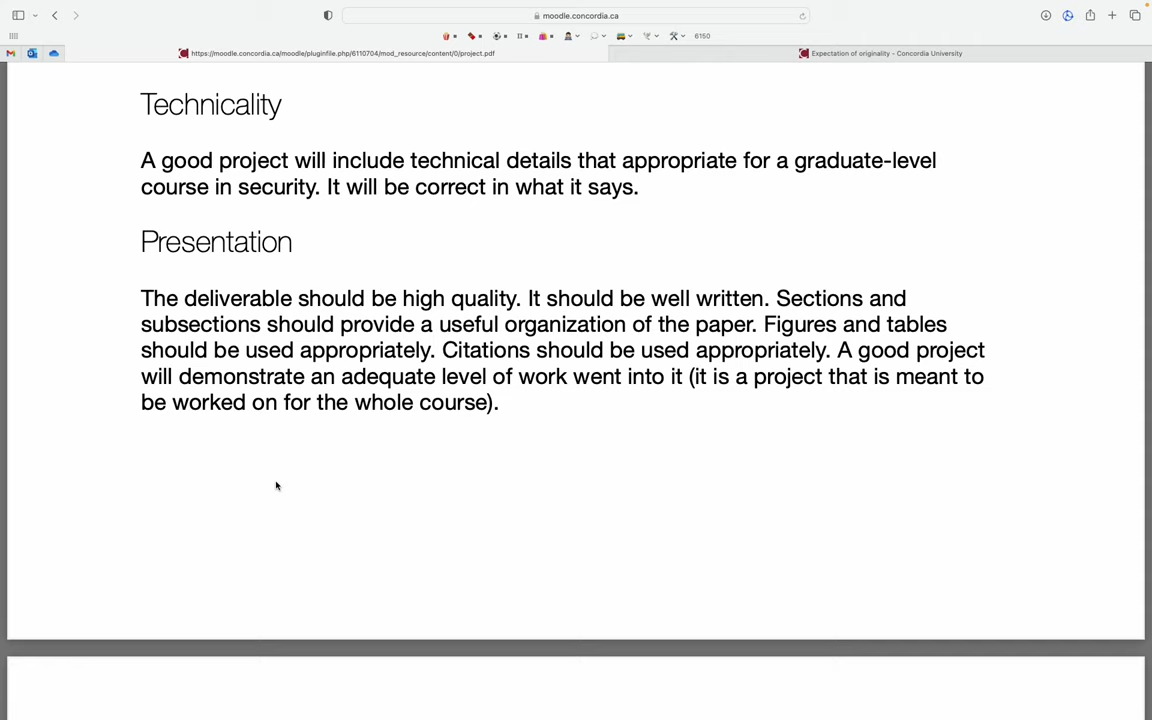 moodle.concordia.ca
6150
https://moodle.concordia.ca/moodle/pluginfile.php/6110704/mod_resource/content/0/project.pdf
Expectation of originality - Concordia University
Technicality
A good project will include technical details that appropriate for a graduate-level
course in security. It will be correct in what it says.
Presentation
The deliverable should be high quality. It should be well written. Sections and
subsections should provide a useful organization of the paper. Figures and tables
should be used appropriately. Citations should be used appropriately. A good project
will demonstrate an adequate level of work went into it (it is a project that is meant to
be worked on for the whole course).